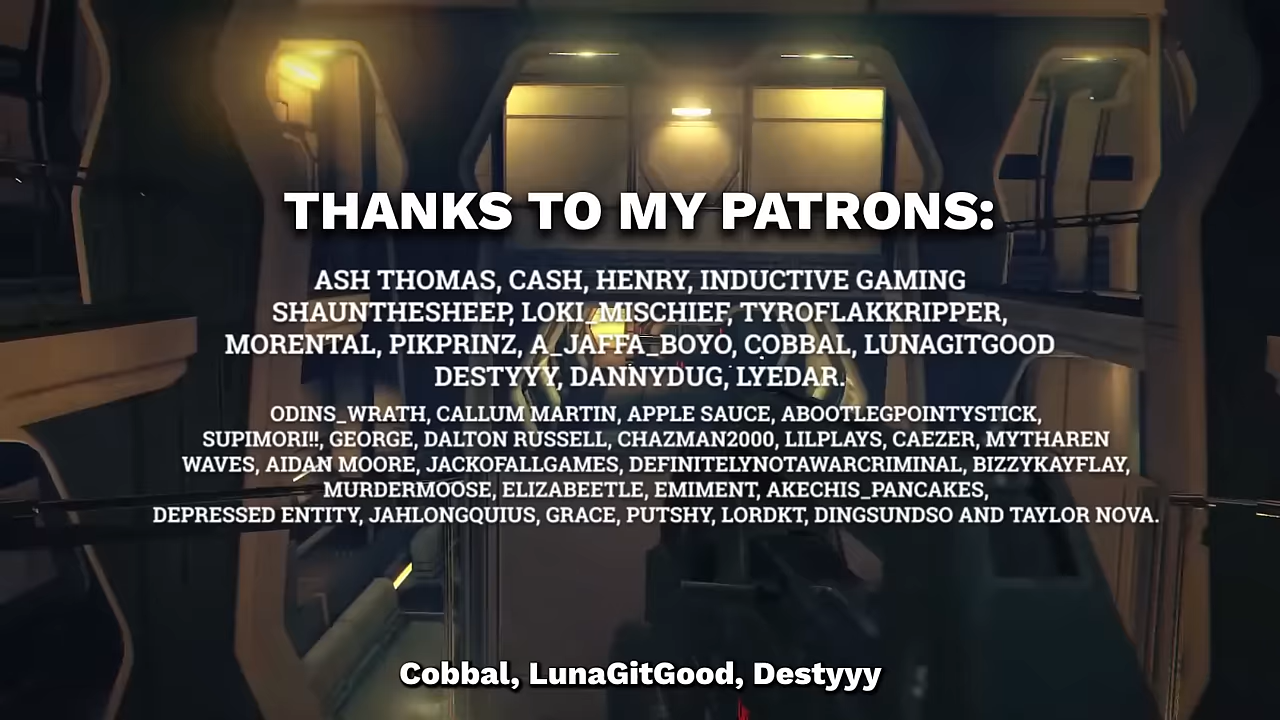 THANKS TO MY PATRONS:
ASH THOMAS, CASH, HENRY, INDUCTIVE GAMING
SHAUNTHESHEEP, LOKI_MISCHIEF, TYROFLAKKRIPPER,
MORENTAL, PIKPRINZ, A_JAFFA_BOYO, COBBAL, LUNAGITGOOD
DESTYYY, DANNYDUG, LYEDAR.
ODINS_WRATH, CALLUM MARTIN, APPLE SAUCE, ABOOTLEGPOINTYSTICK,
SUPIMORI!!, GEORGE, DALTON RUSSELL, CHAZMAN2000, LILPLAYS, CAEZER, MYTHAREN
WAVES, AIDAN MOORE, JACKOFALLGAMES, DEFINITELYNOTAWARCRIMINAL, BIZZYKAYFLAY,
MURDERMOOSE, ELIZABEETLE, EMIMENT, AKECHIS_PANCAKES,
DEPRESSED ENTITY, JAHLONGQUIUS, GRACE, PUTSHY, LORDKT, DINGSUNDSO AND TAYLOR NOVA.
Cobbal, LunaGitGood, Destyyy